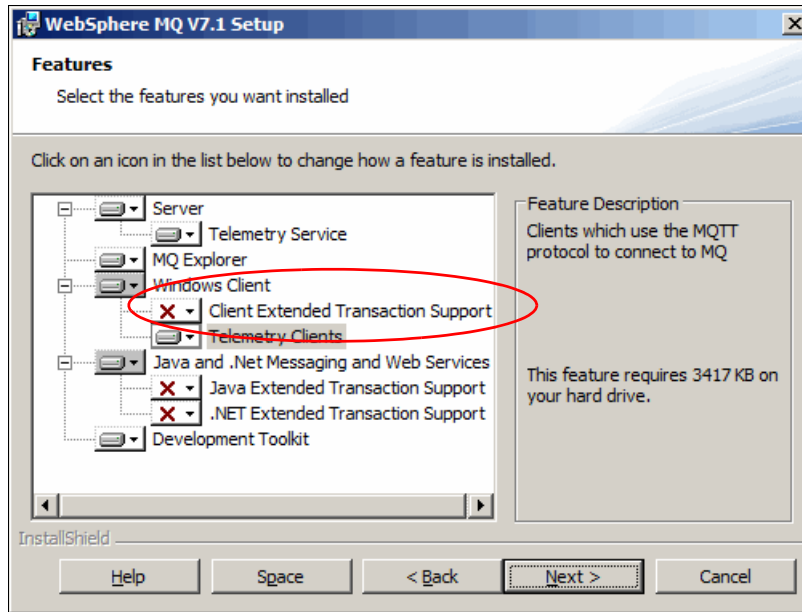 WebSphere MQ V7.1 Setup
Features
Select the features you want installed
Click on an icon in the list below to change how a feature is installed.
Server
Telemetry Service
MQ Explorer
Windows Client
Client Extended Transaction Support
Telemetry Clients
Java and .Net Messaging and Web Services
Java Extended Transaction Support
.NET Extended Transaction Support
Development Toolkit
Feature Description
Clients which use the MQTT
protocol to connect to MQ
This feature requires 3417 KB on
your hard drive.
InstallShield
Help
Space
< Back
Next >
Cancel